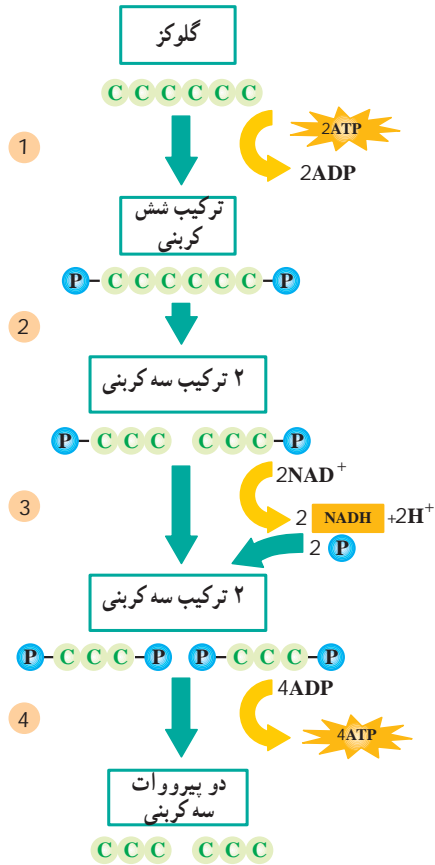 گلوکز
C C C C C C
2ATP
1
2ADP
ترکیب شش
کربنی
P-C C C C C C-P
2
۲ ترکیب سه کربنی
P-C C C C C C-P
2NAD+
3
2 NADH +2H+
2 P
۲ ترکیب سه کربنی
P-C C C-P P-C C C-P
4ADP
4
4ATP
دو پیرووات
سه کربنی
C C C C C C